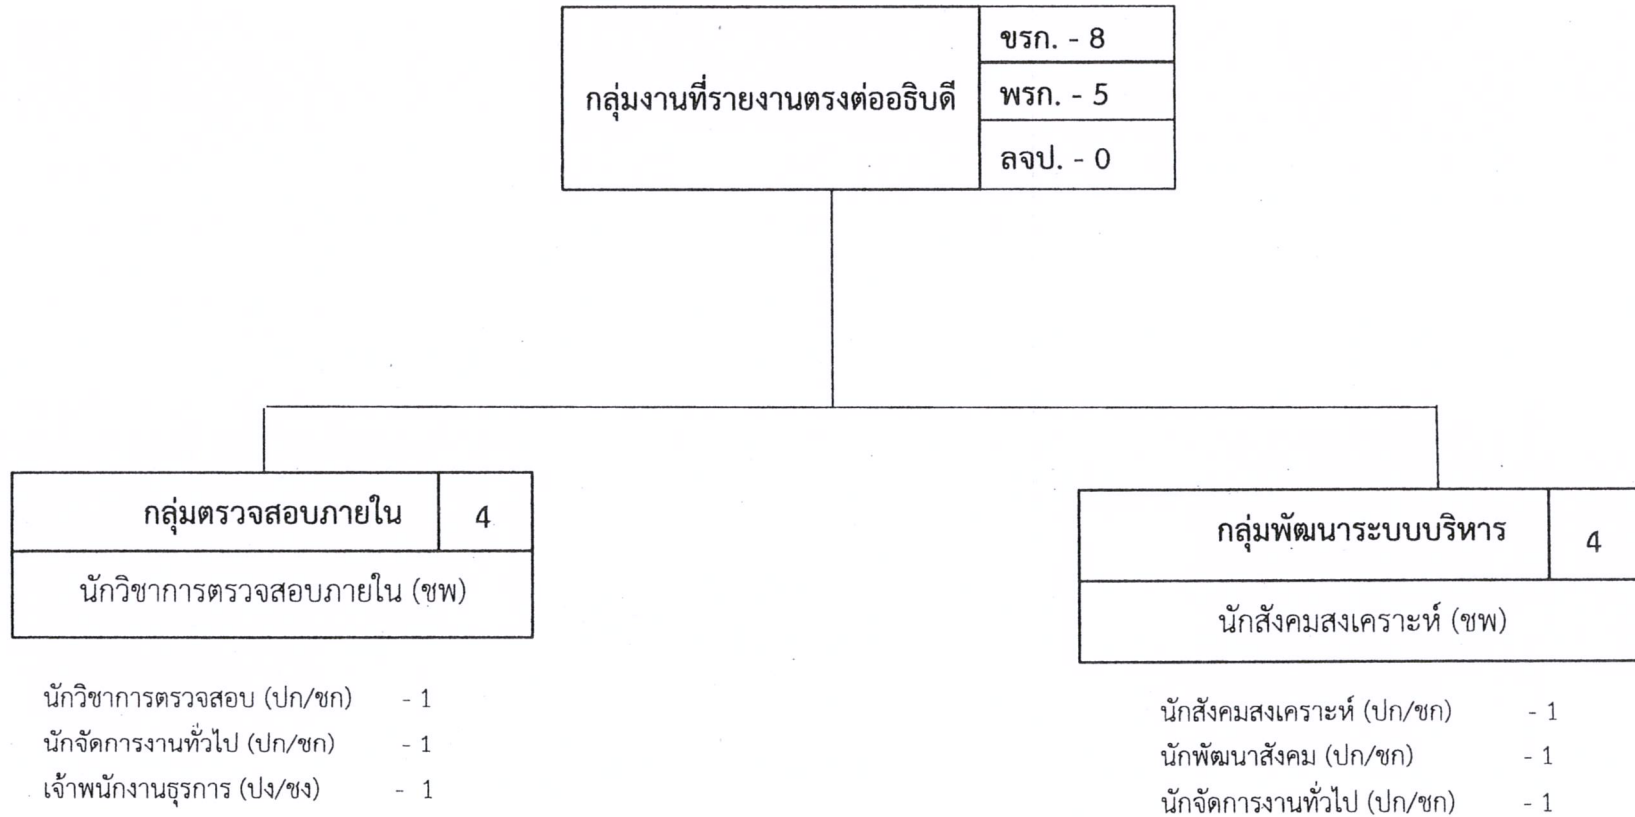 กลุ่มงานที่รายงานตรงต่ออธิบดี
ขรก. - 8
พรก. - 5
ลจป. - 0
กลุ่มตรวจสอบภายใน 4
นักวิชาการตรวจสอบภายใน (ชพ)
นักวิชาการตรวจสอบ (ปก/ชก) - 1
นักจัดการงานทั่วไป (ปก/ชก) - 1
เจ้าพนักงานธุรการ (ปง/ชง) - 1
กลุ่มพัฒนาระบบบริหาร 4
นักสังคมสงเคราะห์ (ชพ)
นักสังคมสงเคราะห์ (ปก/ชก) - 1
นักพัฒนาสังคม (ปก/ชก) - 1
นักจัดการงานทั่วไป (ปก/ชก) - 1